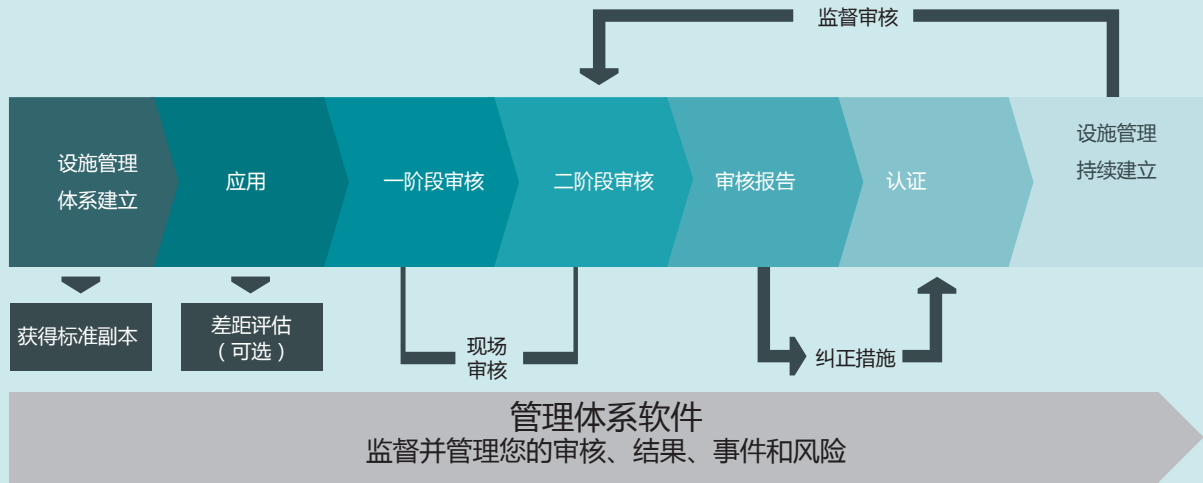 监督审核
设施管理
体系建立
应用
一阶段审核
二阶段审核
审核报告
认证
设施管理
持续建立
获得标准副本
差距评估
（可选）
现场
审核
纠正措施
管理体系软件
监督并管理您的审核、结果、事件和风险